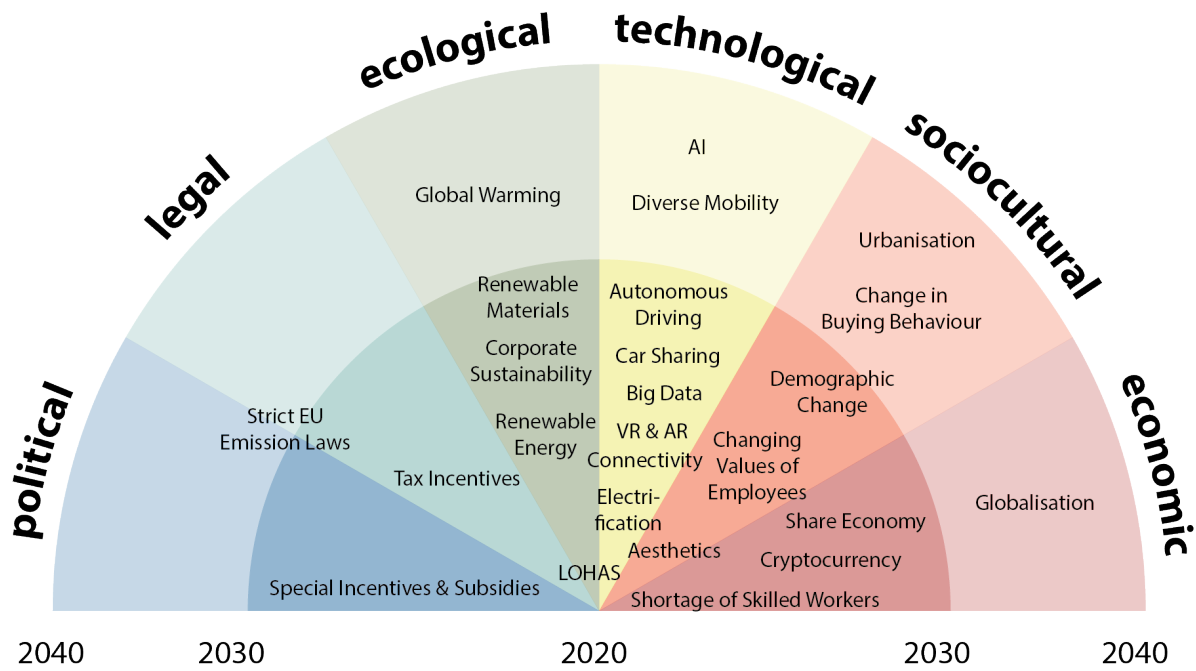 political
legal
ecological
technological
sociocultural
economic
Strict EU
Emission Laws
Tax Incentives
Special Incentives & Subsidies
Global Warming
Renewable
Materials
Corporate
Sustainability
Renewable
Energy
LOHAS
AI
Diverse Mobility
Autonomous
Driving
Car Sharing
Big Data
VR & AR
Connectivity
Electri-
fication
Aesthetics
Urbanisation
Change in
Buying Behaviour
Demographic
Change
Changing
Values of
Employees
Globalisation
Share Economy
Cryptocurrency
Shortage of Skilled Workers
2040
2030
2020
2030
2040